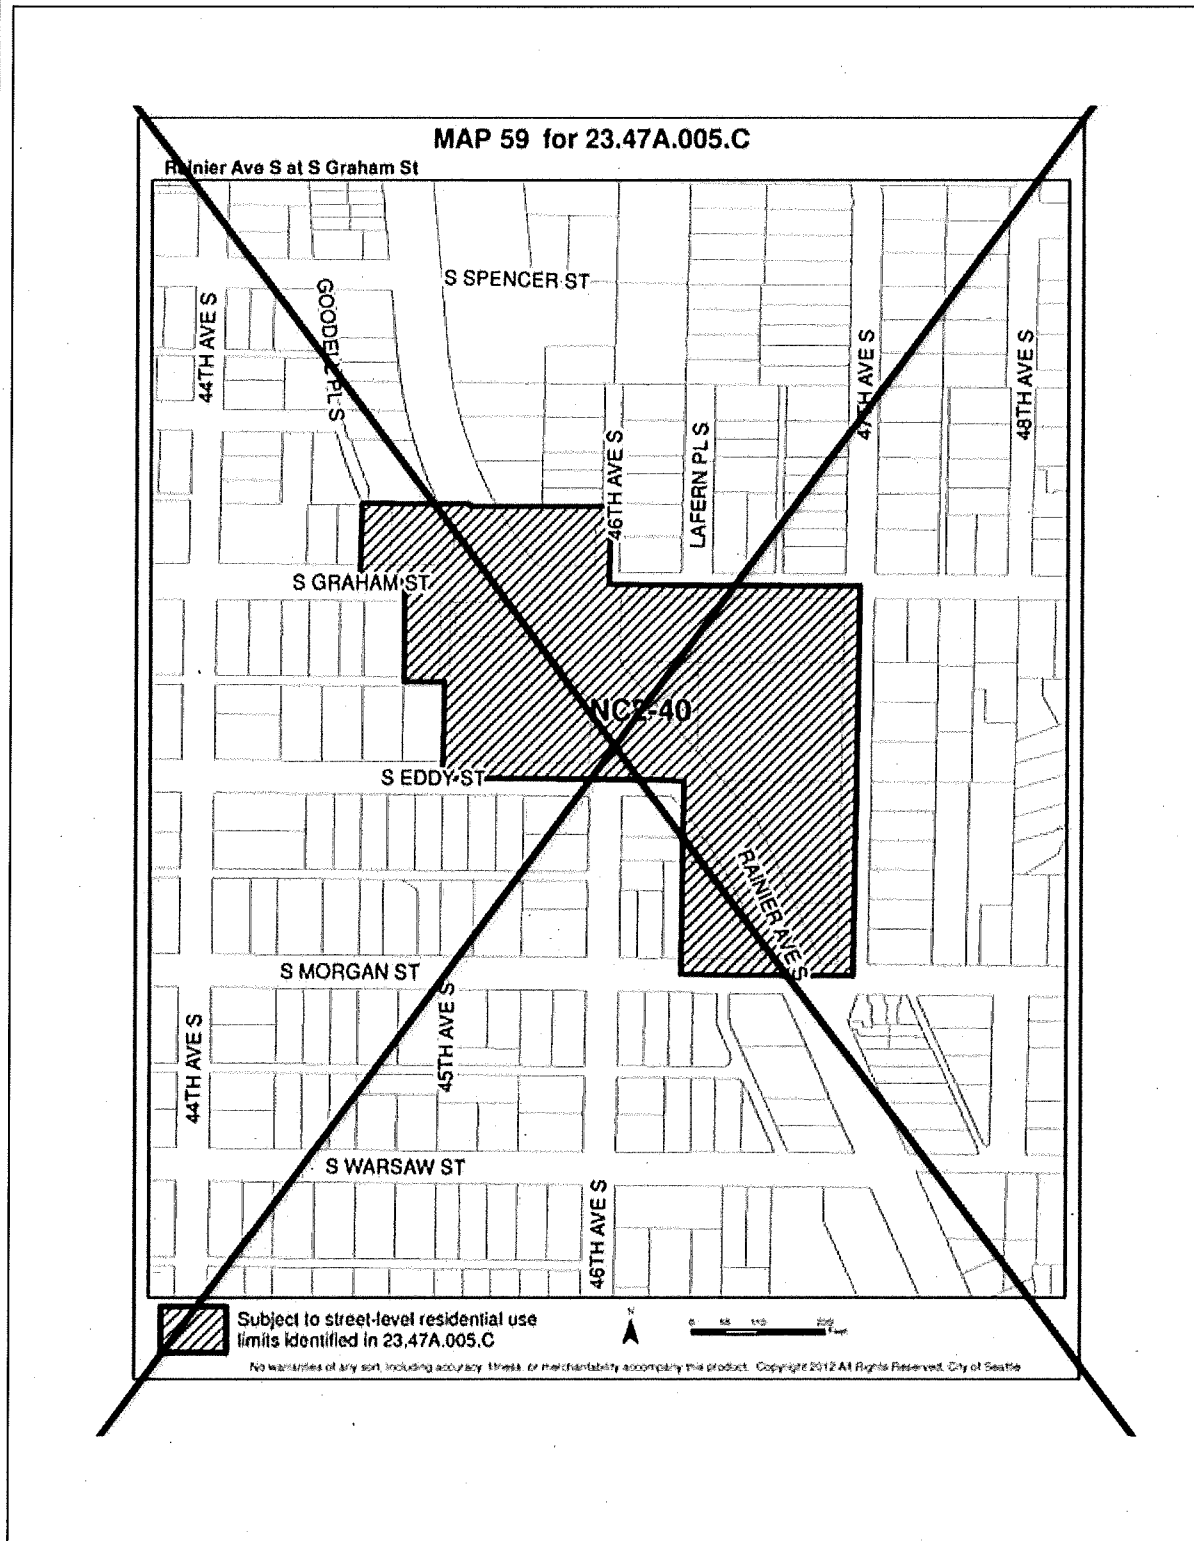 MAP 59 for 23.47A.005.C
Rainier Ave S at S Graham St
S SPENCER ST
44TH AVE S
GOODELL PL S
47TH AVE S
48TH AVE S
46TH AVE S
LAFERN PL S
S GRAHAM ST
NC2-40
S EDDY ST
RAINIER AVE S
S MORGAN ST
45TH AVE S
44TH AVE S
S WARSAW ST
46TH AVE S
Subject to street-level residential use
limits identified in 23.47A.005.C
N
0
No warranties of any sort, including accuracy, fitness, or merchantability accompany this product. Copyright 2012 All Rights Reserved, City of Seattle